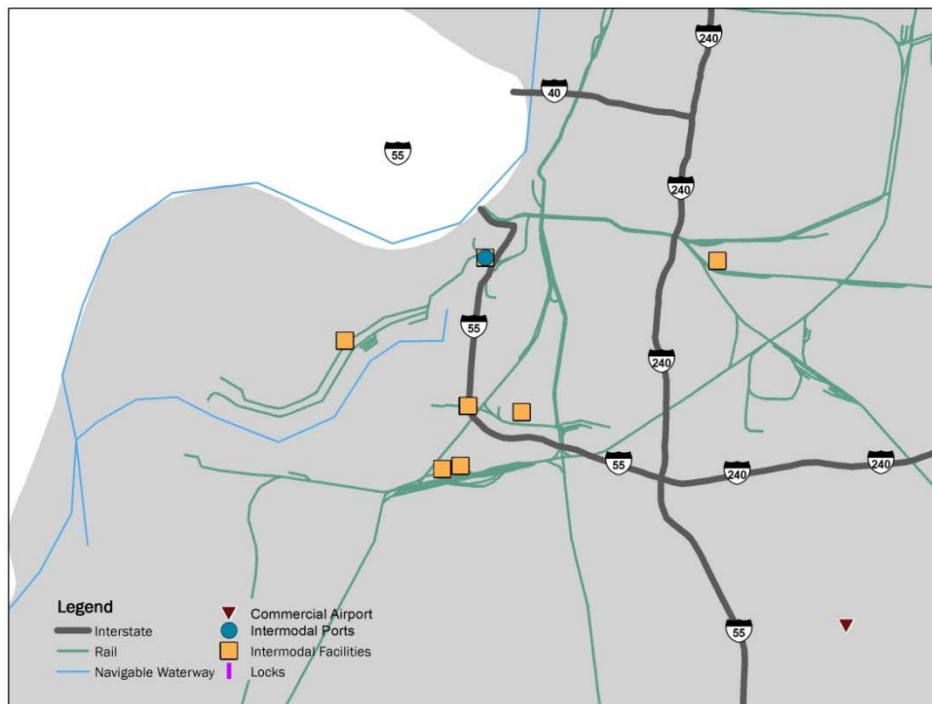 240
40
55
240
55
240
55
240
240
55
Legend
Interstate
Rail
Navigable Waterway
Commercial Airport
Intermodal Ports
Intermodal Facilities
Locks
55